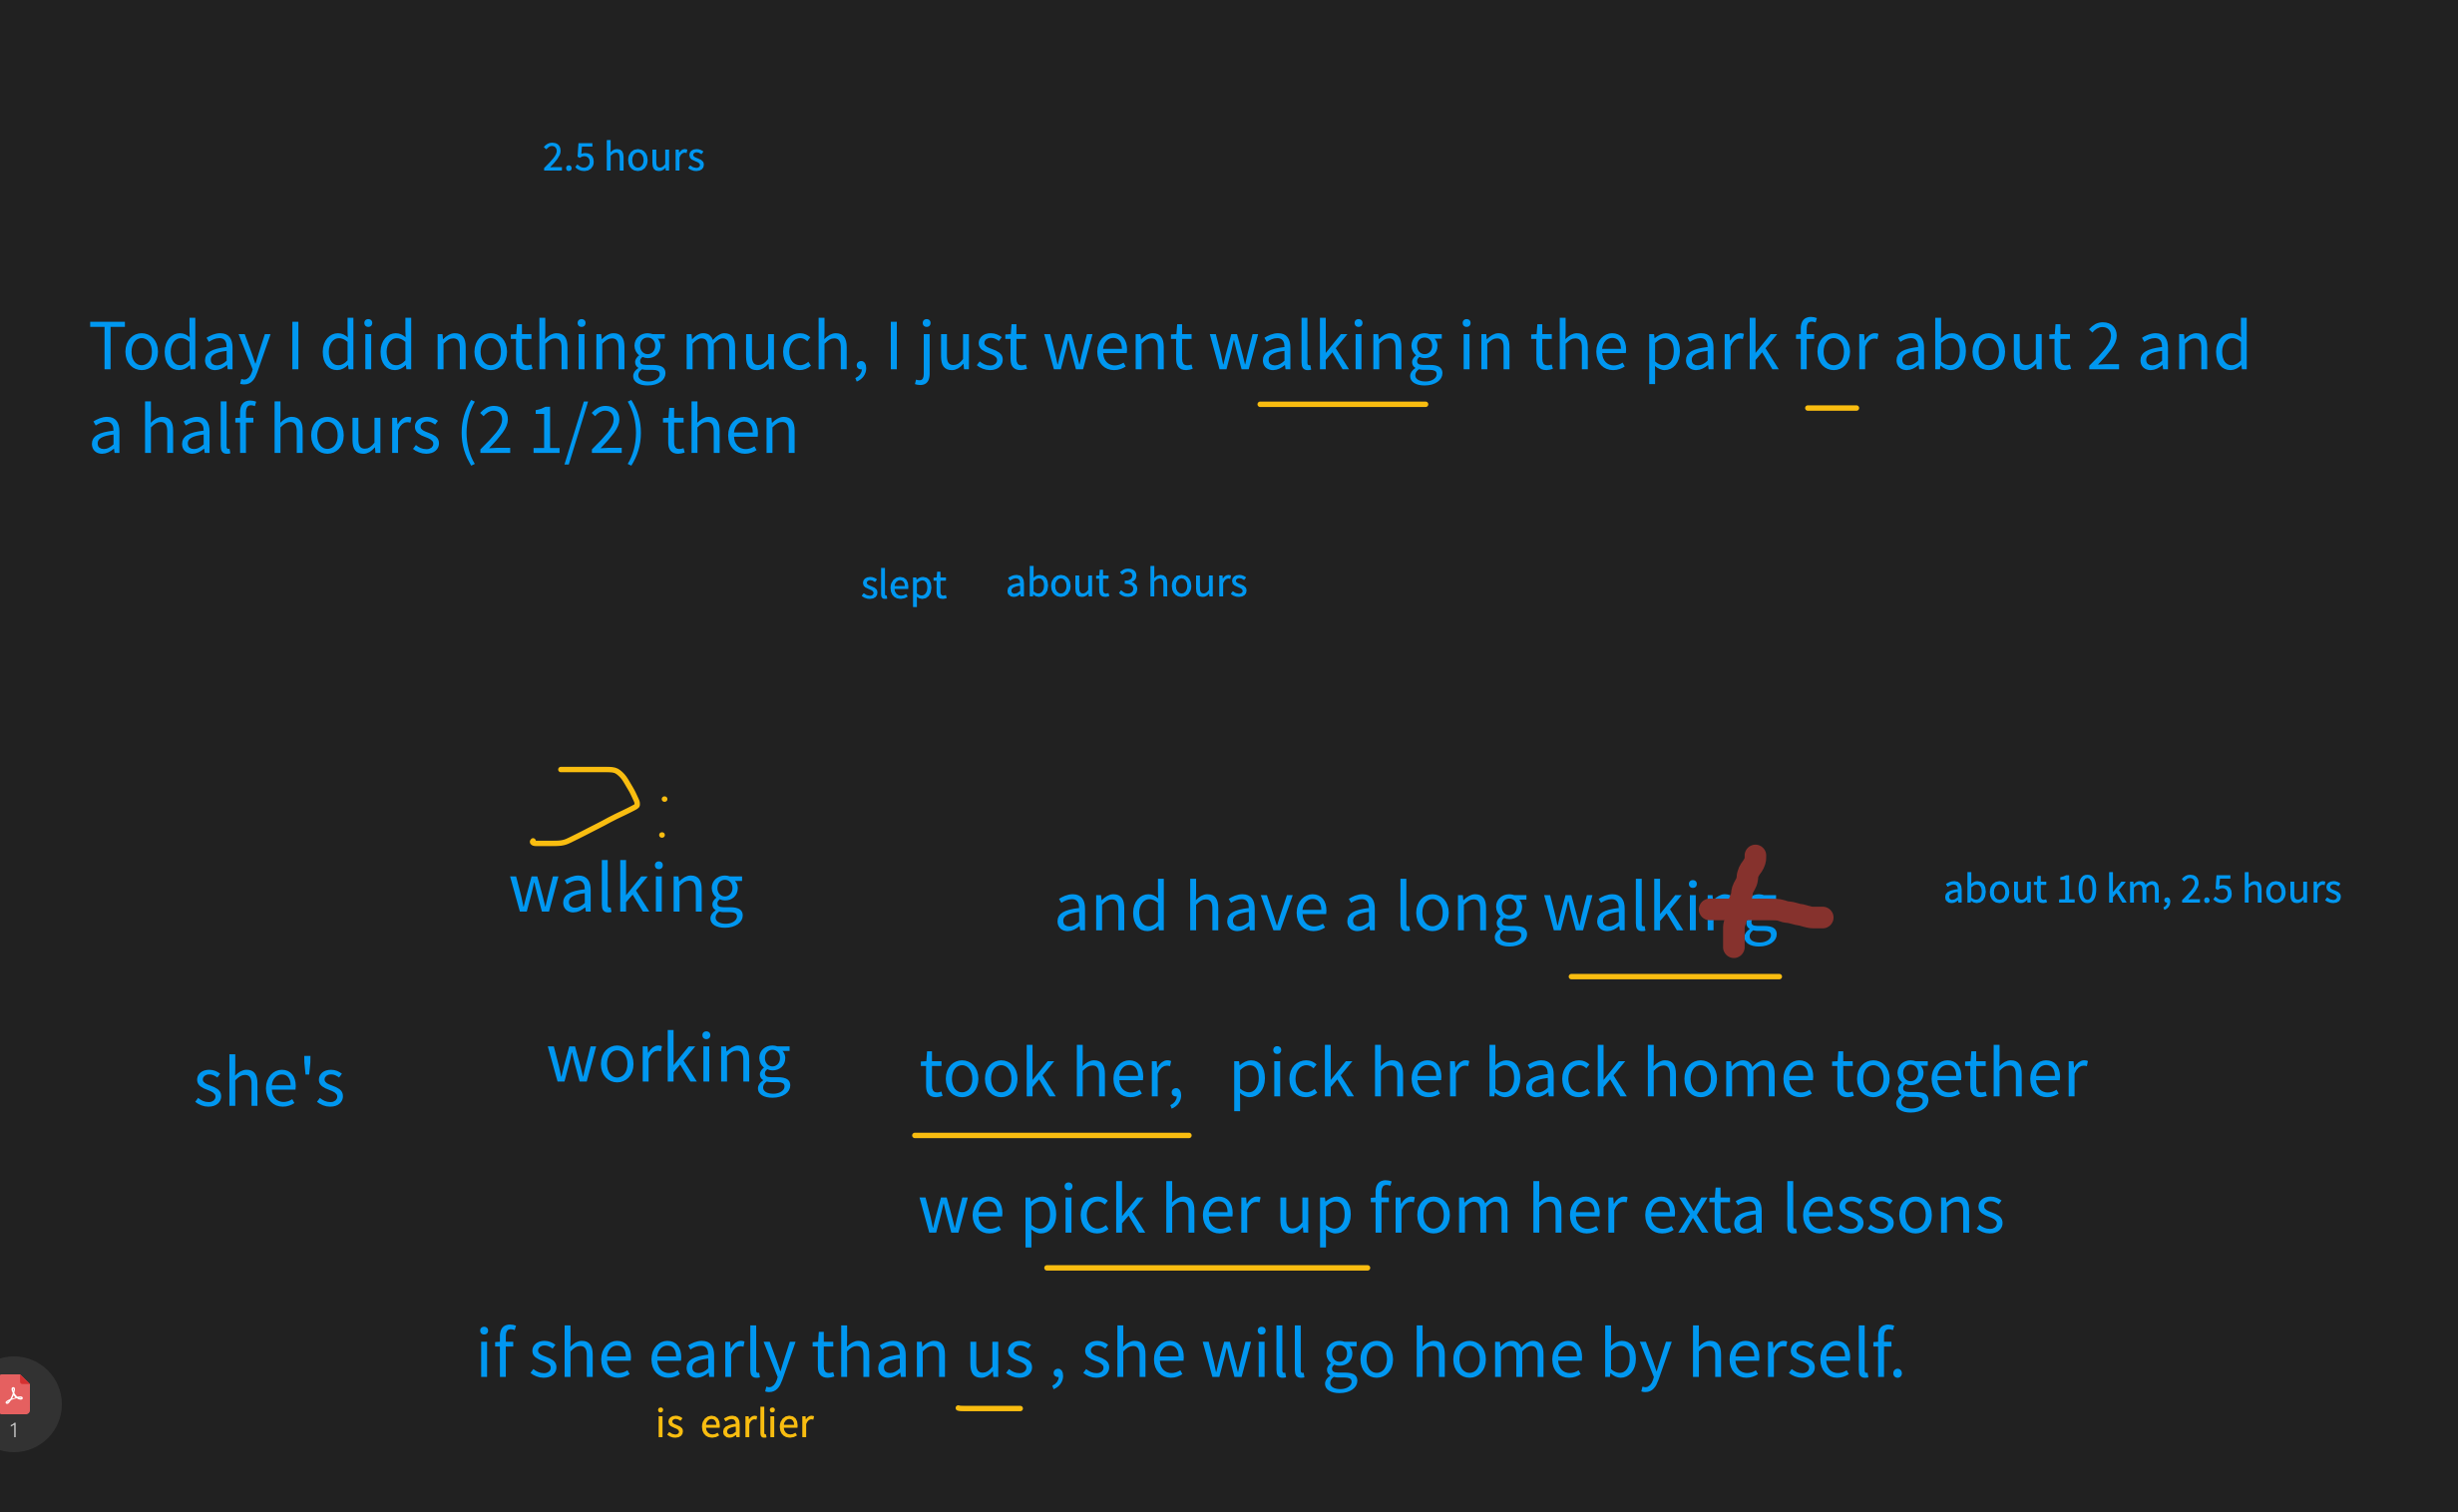 2.5 hours
Today I did nothing much, I just went walking in the park for about 2 and
a half hours (2 1/2) then
slept about 3 hours
walking
and have a long walking about 10 km, 2.5 hours
she's working took her, pick her back home together
we pick her up from her extra lessons
if she early than us , she will go home by herself.
is earlier
1